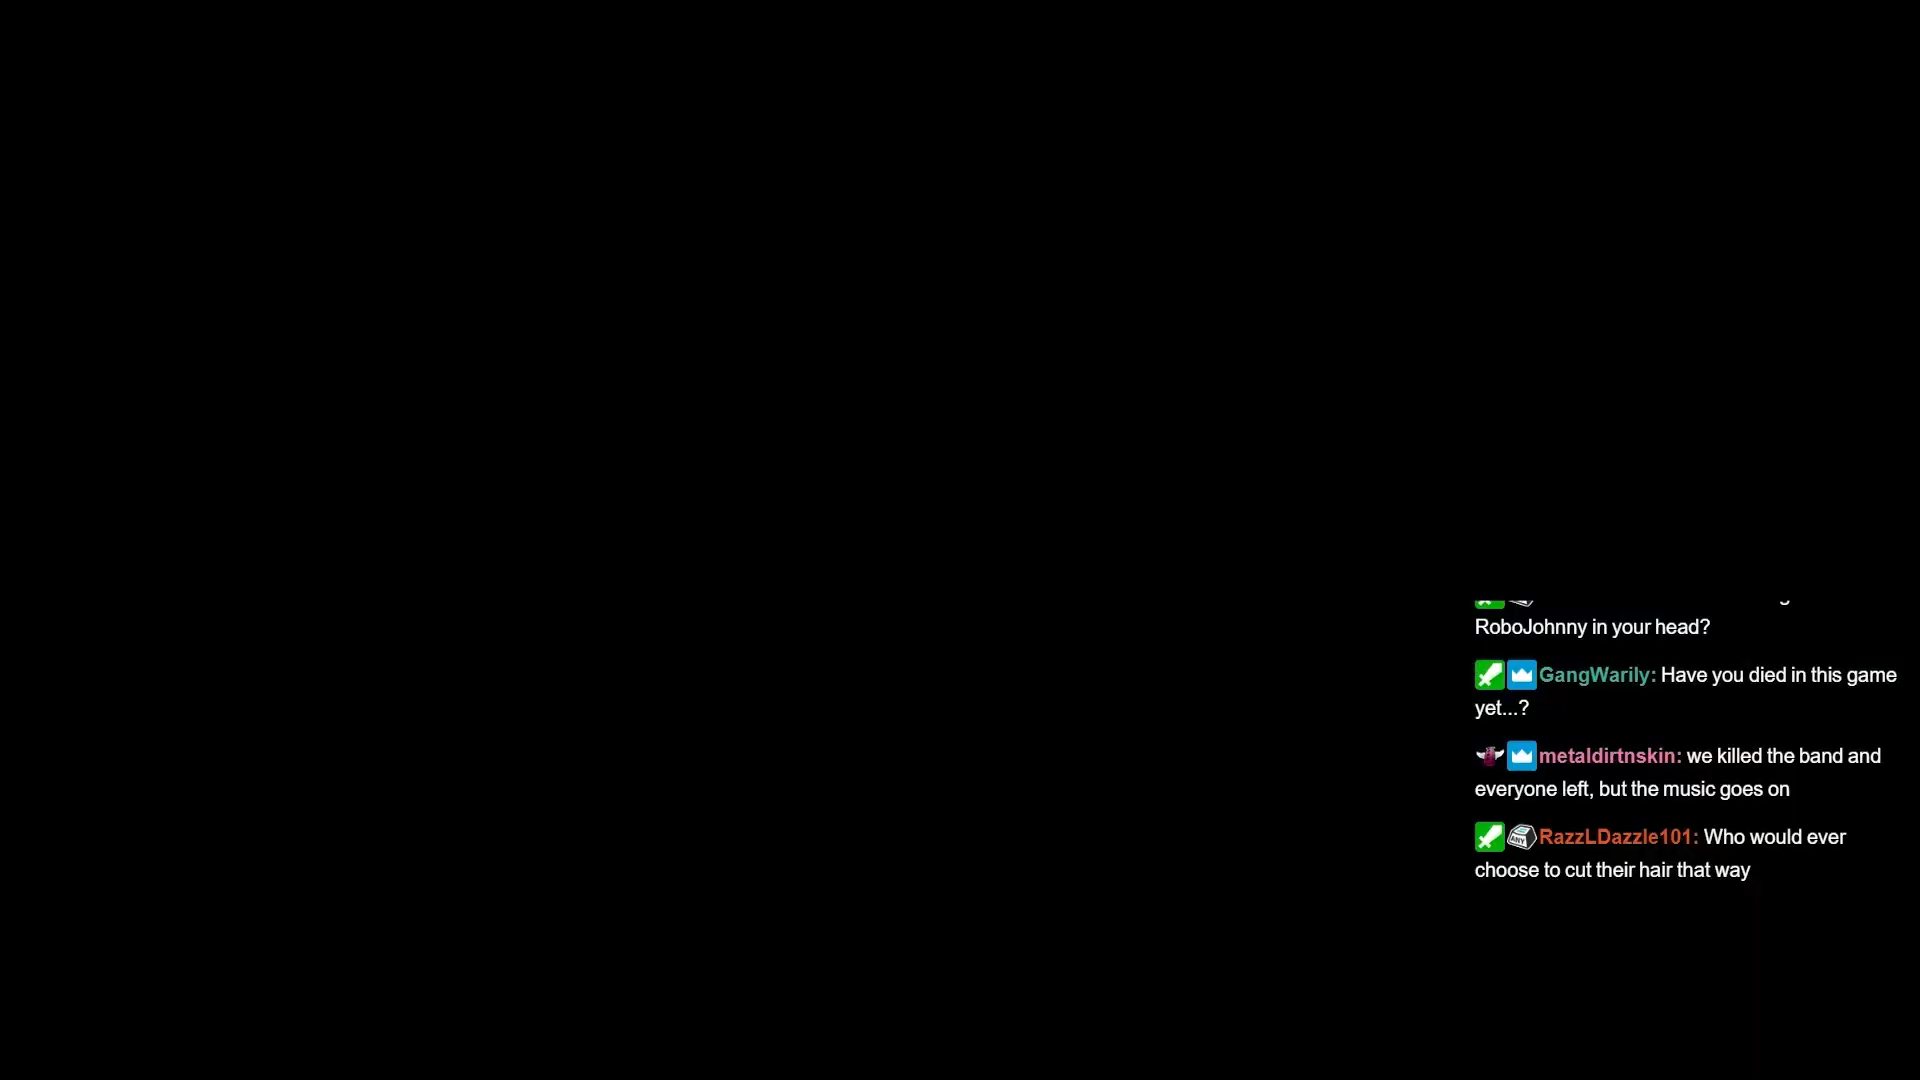 RoboJohnny in your head?
GangWarily: Have you died in this game
yet...?
metaldirtnskin: we killed the band and
everyone left, but the music goes on
RazzLDazzle101: Who would ever
choose to cut their hair that way